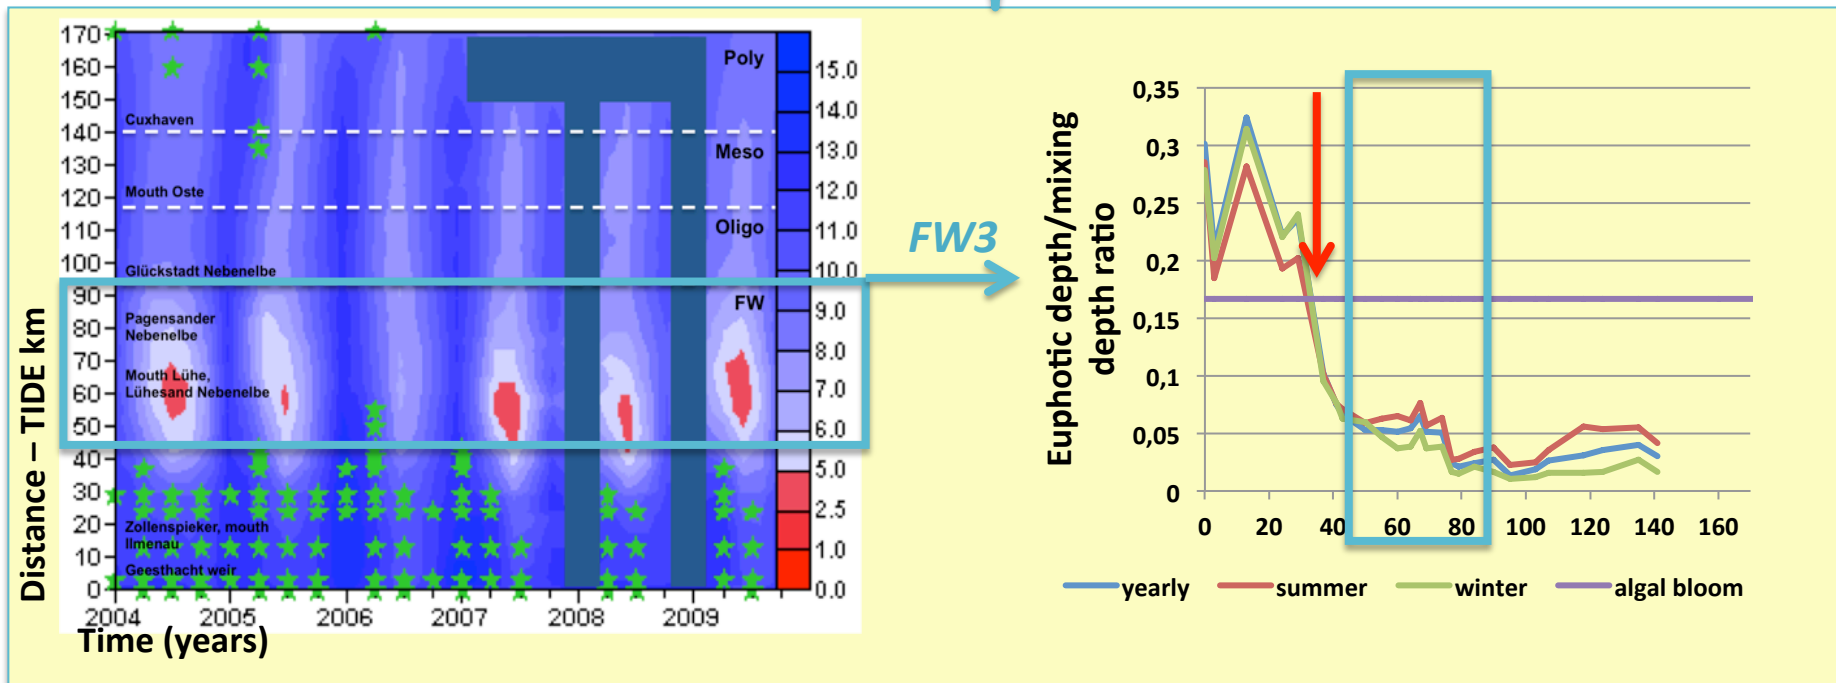 Distance – TIDE km
170
160
150
140
130
120
110
100
90
80
70
60
50
40
30
20
10
0
Poly
Cuxhaven
Meso
Mouth Oste
Oligo
Glückstadt Nebenelbe
FW
Pagensander
Nebenelbe
Mouth Lühe,
Lühesand Nebenelbe
Zollenspieker, mouth
Ilmenau
Geesthacht weir
2004 2005 2006 2007 2008 2009
Time (years)
15.0
14.0
13.0
12.0
11.0
10.0
9.0
8.0
7.0
6.0
5.0
2.5
1.0
0.0
FW3
Euphotic depth/mixing
depth ratio
0,35
0,3
0,25
0,2
0,15
0,1
0,05
0
0 20 40 60 80 100 120 140 160
yearly summer winter algal bloom